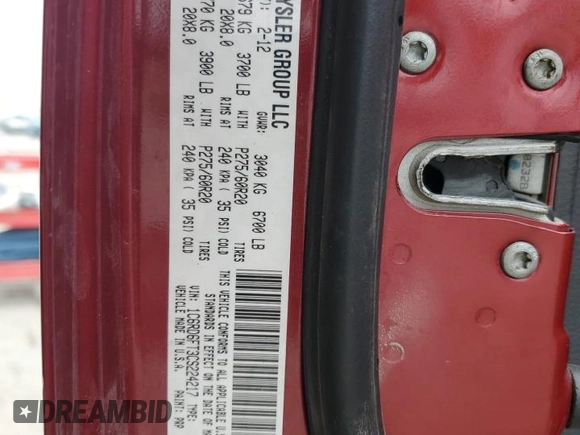 YSLER GROUP LLC
2-12 GVWR: 3040 KG 6700 LB
679 KG 3700 LB WITH P275/60R20 TIRES
20X8.0 RIMS AT 240 KPA ( 35 PSI) COLD
70 KG 3900 LB WITH P275/60R20 TIRES
20X8.0 RIMS AT 240 KPA ( 35 PSI) COLD
THIS VEHICLE CONFORMS TO ALL APPLICABLE
STANDARDS IN EFFECT ON THE DATE OF
VIN: 1C6RD6FT3CS224217 TYPE:
VEHICLE MADE IN U.S.A. PAINT: PRP
DREAMBID